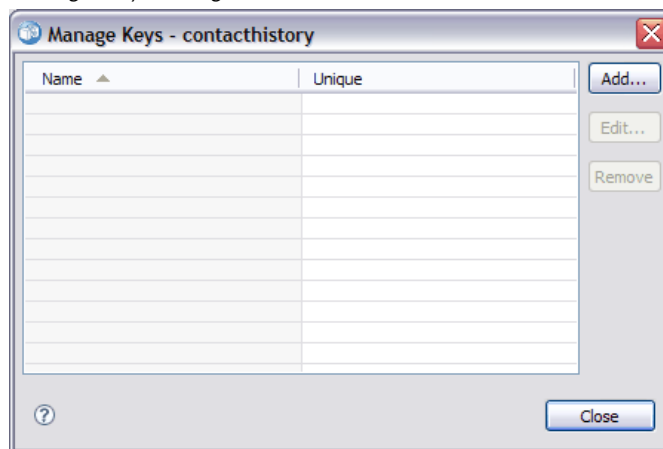 Manage Keys - contacthistory
Name Unique
Add...
Edit...
Remove
?
Close